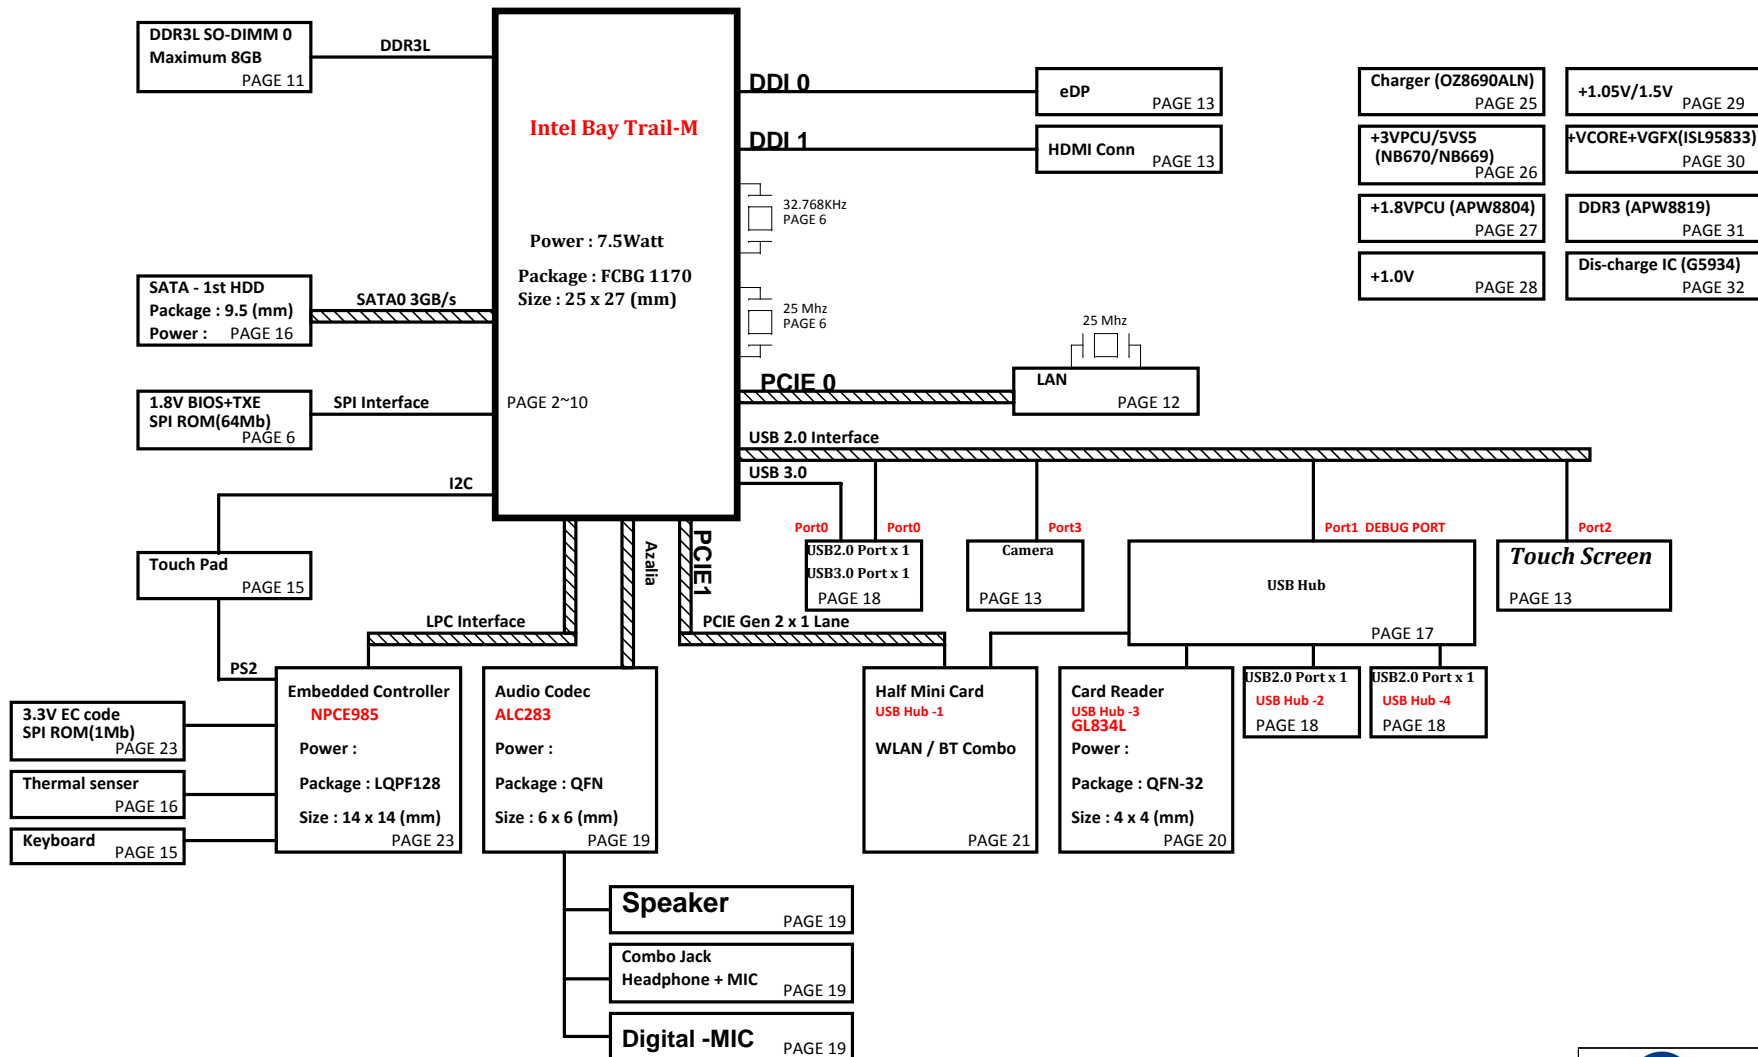 DDR3L SO-DIMM 0
Maximum 8GB
PAGE 11
DDR3L
Intel Bay Trail-M
Power : 7.5Watt
Package : FCBG 1170
Size : 25 x 27 (mm)
PAGE 2~10
DDI 0
eDP
PAGE 13
DDI 1
HDMI Conn
PAGE 13
32.768KHz
PAGE 6
25 Mhz
PAGE 6
Charger (OZ8690ALN)
PAGE 25
+1.05V/1.5V
PAGE 29
+3VPCU/5VS5
(NB670/NB669)
PAGE 26
+VCORE+VGFX(ISL95833)
PAGE 30
+1.8VPCU (APW8804)
PAGE 27
DDR3 (APW8819)
PAGE 31
+1.0V
PAGE 28
Dis-charge IC (G5934)
PAGE 32
SATA - 1st HDD
Package : 9.5 (mm)
Power : PAGE 16
SATA0 3GB/s
25 Mhz
PCIE 0
LAN
PAGE 12
1.8V BIOS+TXE
SPI ROM(64Mb)
PAGE 6
SPI Interface
USB 2.0 Interface
USB 3.0
I2C
Touch Pad
PAGE 15
PS2
LPC Interface
Azalia
PCIE1
PCIE Gen 2 x 1 Lane
Port0
Port0
USB2.0 Port x 1
USB3.0 Port x 1
PAGE 18
Port3
Camera
PAGE 13
Port1 DEBUG PORT
USB Hub
PAGE 17
Port2
Touch Screen
PAGE 13
3.3V EC code
SPI ROM(1Mb)
PAGE 23
Thermal senser
PAGE 16
Keyboard
PAGE 15
Embedded Controller
NPCE985
Power :
Package : LQPF128
Size : 14 x 14 (mm)
PAGE 23
Audio Codec
ALC283
Power :
Package : QFN
Size : 6 x 6 (mm)
PAGE 19
Half Mini Card
USB Hub -1
WLAN / BT Combo
PAGE 21
Card Reader
USB Hub -3
GL834L
Power :
Package : QFN-32
Size : 4 x 4 (mm)
PAGE 20
USB2.0 Port x 1
USB Hub -2
PAGE 18
USB2.0 Port x 1
USB Hub -4
PAGE 18
Speaker
PAGE 19
Combo Jack
Headphone + MIC
PAGE 19
Digital -MIC
PAGE 19